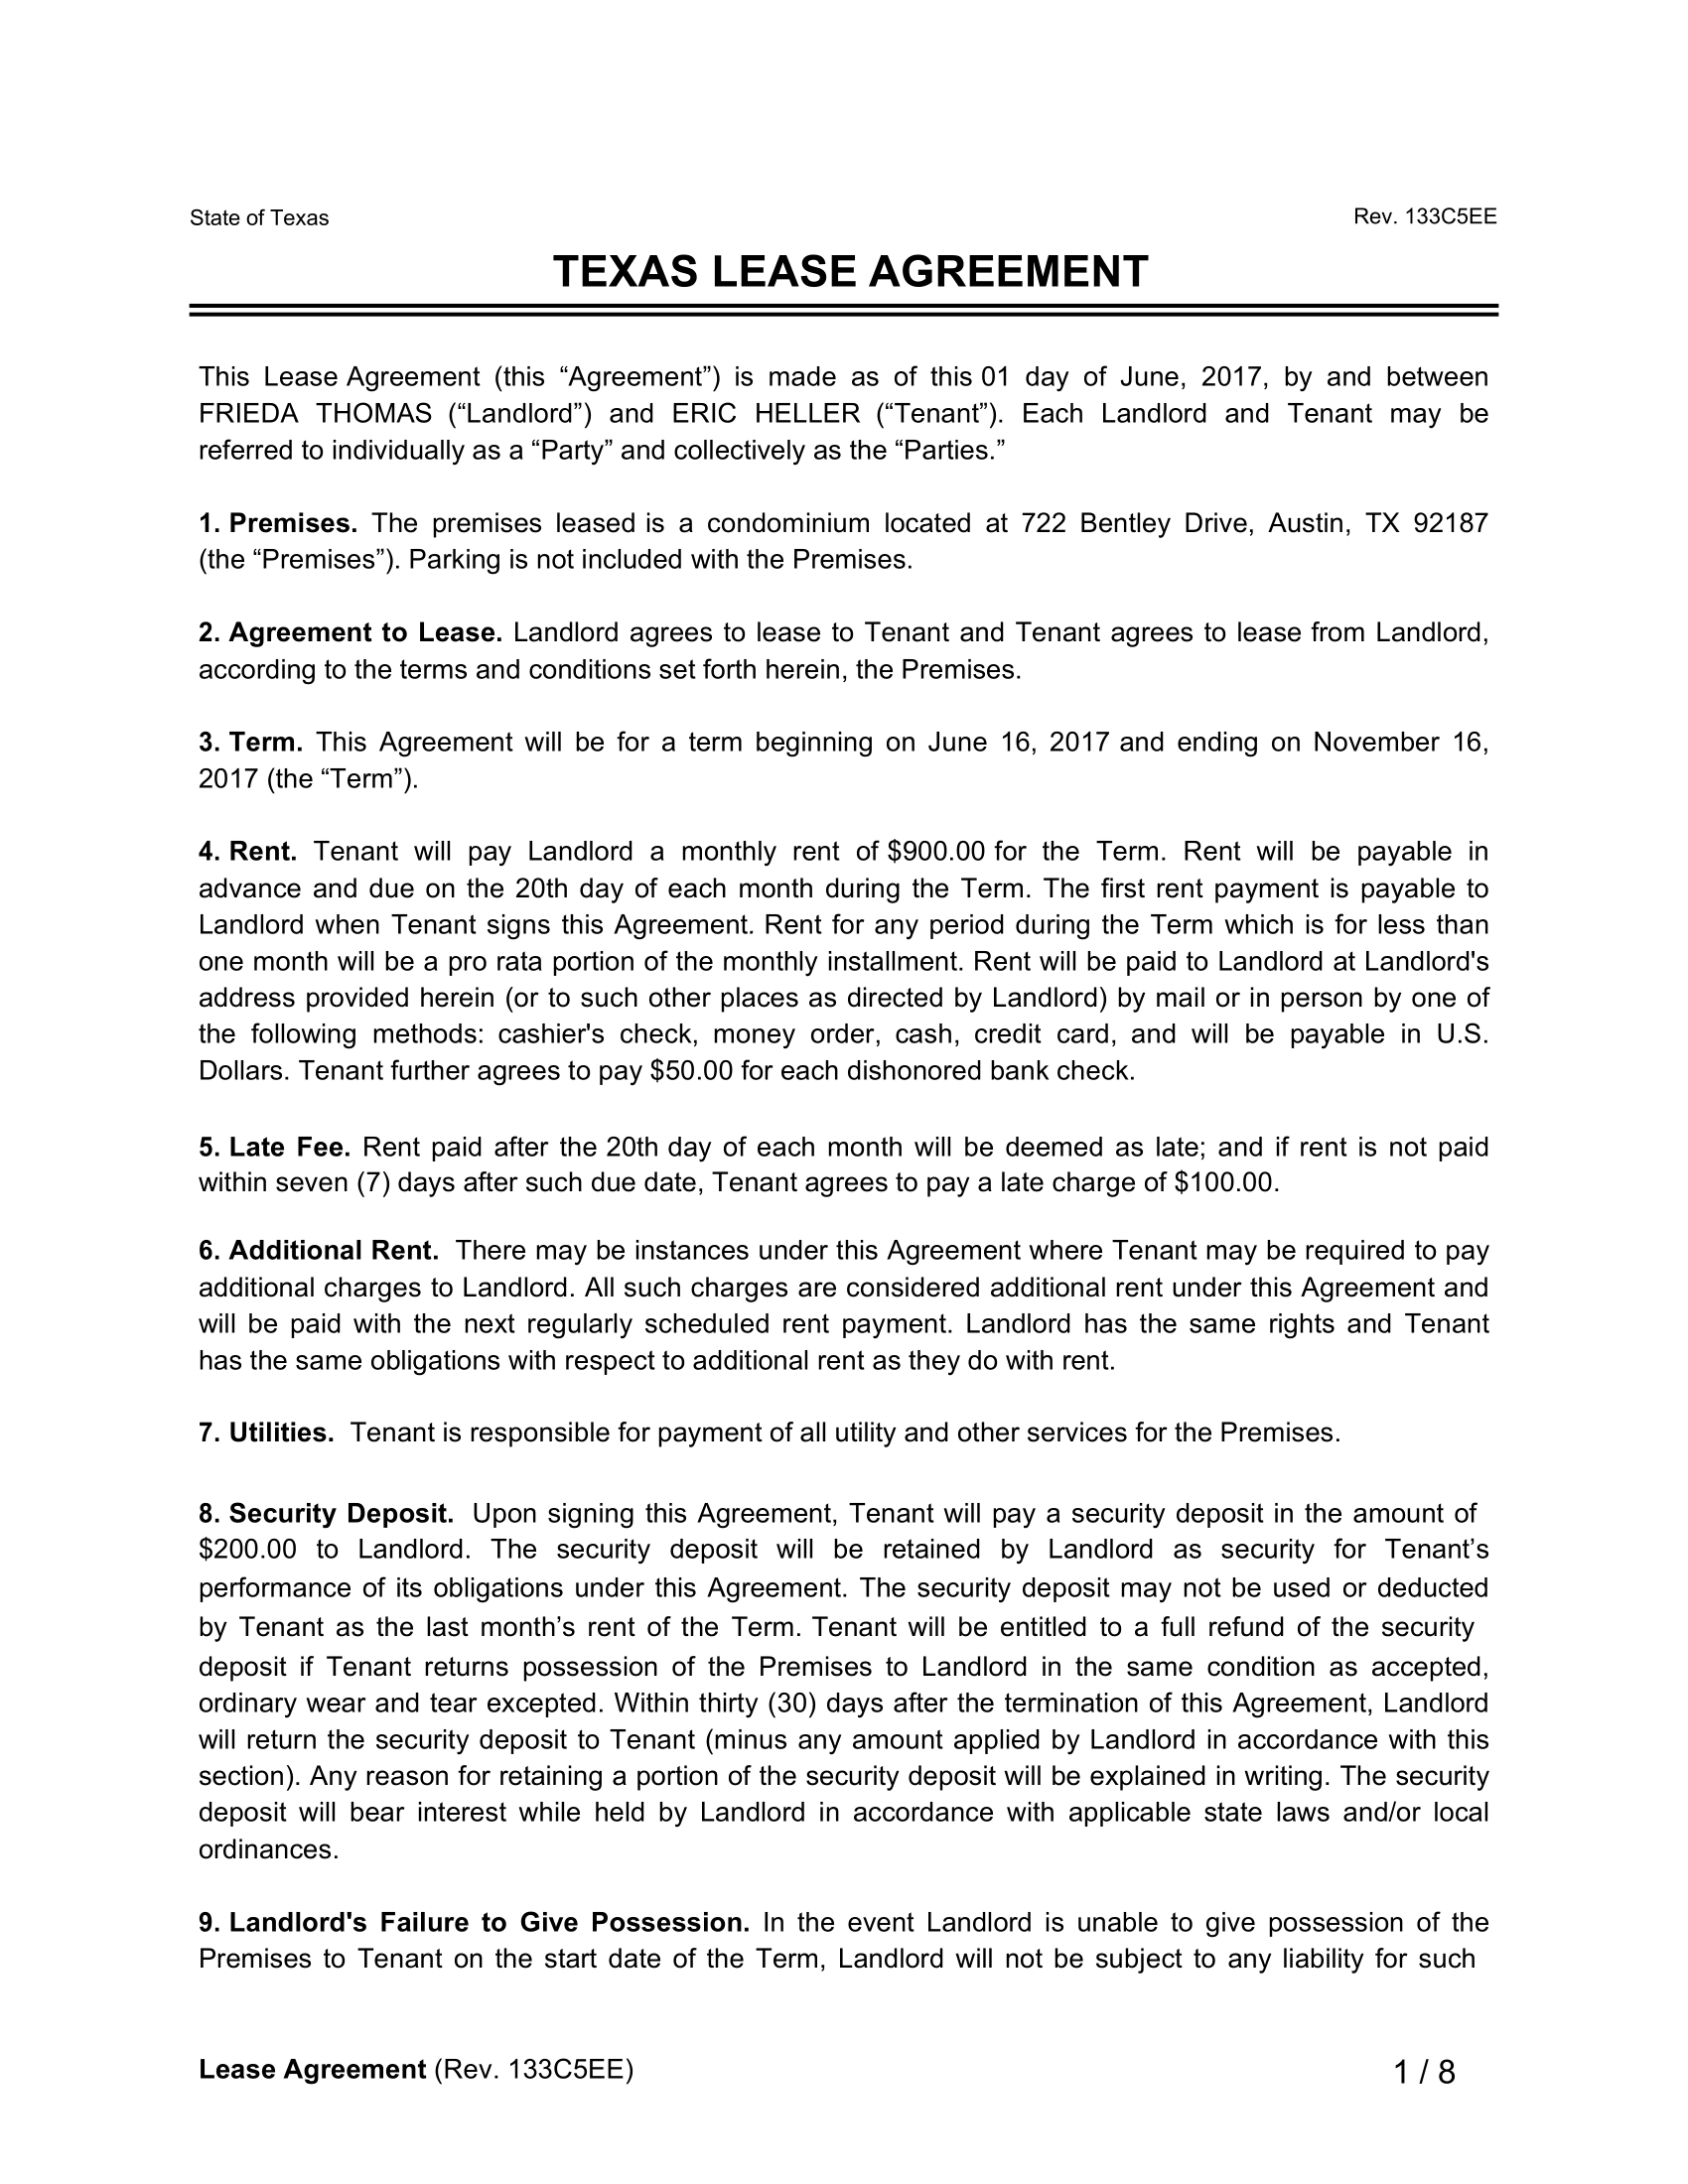 State of Texas
Rev. 133C5EE
TEXAS LEASE AGREEMENT
This Lease Agreement (this “Agreement”) is made as of this 01 day of June, 2017, by and between
FRIEDA THOMAS (“Landlord”) and ERIC HELLER (“Tenant”). Each Landlord and Tenant may be
referred to individually as a “Party” and collectively as the “Parties.”
1. Premises. The premises leased is a condominium located at 722 Bentley Drive, Austin, TX 92187
(the “Premises”). Parking is not included with the Premises.
2. Agreement to Lease. Landlord agrees to lease to Tenant and Tenant agrees to lease from Landlord,
according to the terms and conditions set forth herein, the Premises.
3. Term. This Agreement will be for a term beginning on June 16, 2017 and ending on November 16,
2017 (the “Term”).
4. Rent. Tenant will pay Landlord a monthly rent of $900.00 for the Term. Rent will be payable in
advance and due on the 20th day of each month during the Term. The first rent payment is payable to
Landlord when Tenant signs this Agreement. Rent for any period during the Term which is for less than
one month will be a pro rata portion of the monthly installment. Rent will be paid to Landlord at Landlord's
address provided herein (or to such other places as directed by Landlord) by mail or in person by one of
the following methods: cashier's check, money order, cash, credit card, and will be payable in U.S.
Dollars. Tenant further agrees to pay $50.00 for each dishonored bank check.
5. Late Fee. Rent paid after the 20th day of each month will be deemed as late; and if rent is not paid
within seven (7) days after such due date, Tenant agrees to pay a late charge of $100.00.
6. Additional Rent. There may be instances under this Agreement where Tenant may be required to pay
additional charges to Landlord. All such charges are considered additional rent under this Agreement and
will be paid with the next regularly scheduled rent payment. Landlord has the same rights and Tenant
has the same obligations with respect to additional rent as they do with rent.
7. Utilities. Tenant is responsible for payment of all utility and other services for the Premises.
8. Security Deposit. Upon signing this Agreement, Tenant will pay a security deposit in the amount of
$200.00 to Landlord. The security deposit will be retained by Landlord as security for Tenant’s
performance of its obligations under this Agreement. The security deposit may not be used or deducted
by Tenant as the last month’s rent of the Term. Tenant will be entitled to a full refund of the security
deposit if Tenant returns possession of the Premises to Landlord in the same condition as accepted,
ordinary wear and tear excepted. Within thirty (30) days after the termination of this Agreement, Landlord
will return the security deposit to Tenant (minus any amount applied by Landlord in accordance with this
section). Any reason for retaining a portion of the security deposit will be explained in writing. The security
deposit will bear interest while held by Landlord in accordance with applicable state laws and/or local
ordinances.
9. Landlord's Failure to Give Possession. In the event Landlord is unable to give possession of the
Premises to Tenant on the start date of the Term, Landlord will not be subject to any liability for such
Lease Agreement (Rev. 133C5EE)
1 / 8